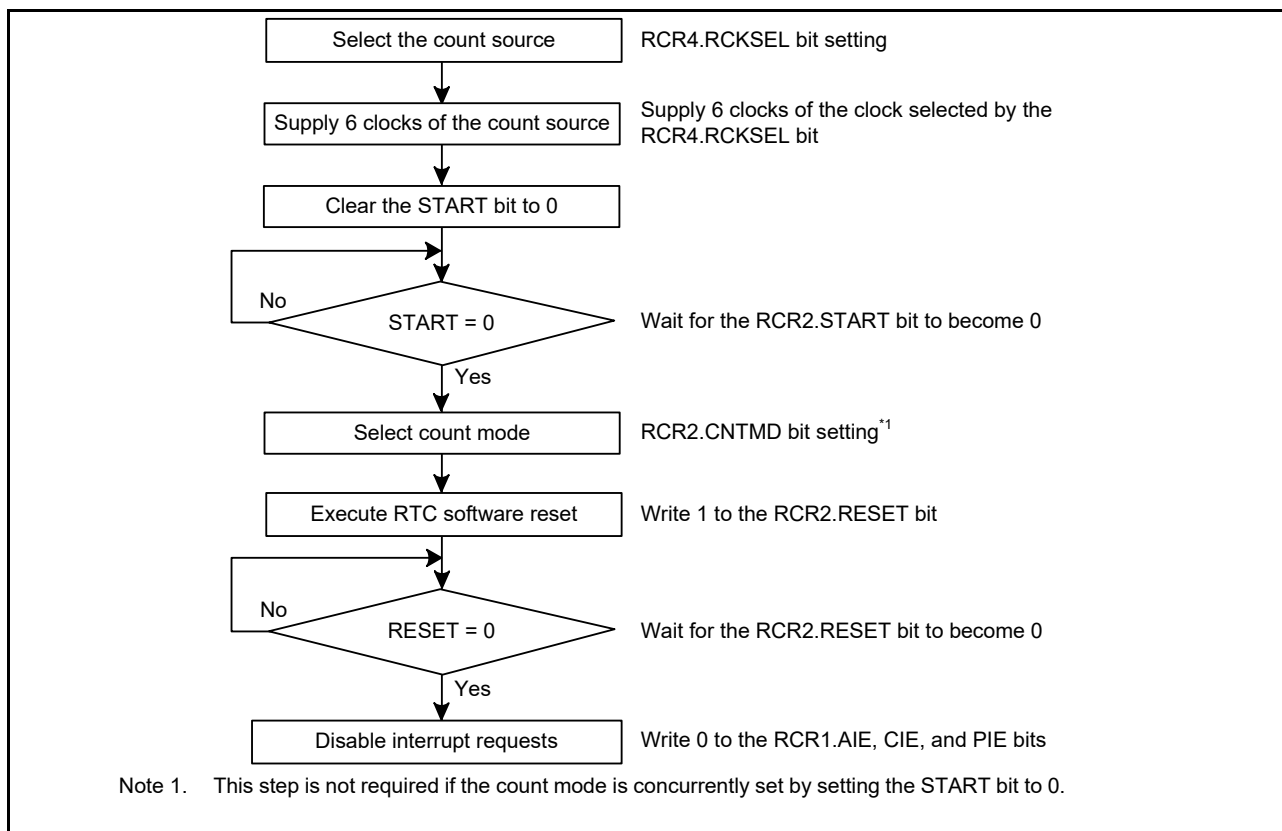 Select the count source
RCR4.RCKSEL bit setting
Supply 6 clocks of the count source
Supply 6 clocks of the clock selected by the
RCR4.RCKSEL bit
Clear the START bit to 0
No
START = 0
Wait for the RCR2.START bit to become 0
Yes
Select count mode
RCR2.CNTMD bit setting*1
Execute RTC software reset
Write 1 to the RCR2.RESET bit
No
RESET = 0
Wait for the RCR2.RESET bit to become 0
Yes
Disable interrupt requests
Write 0 to the RCR1.AIE, CIE, and PIE bits
Note 1. This step is not required if the count mode is concurrently set by setting the START bit to 0.